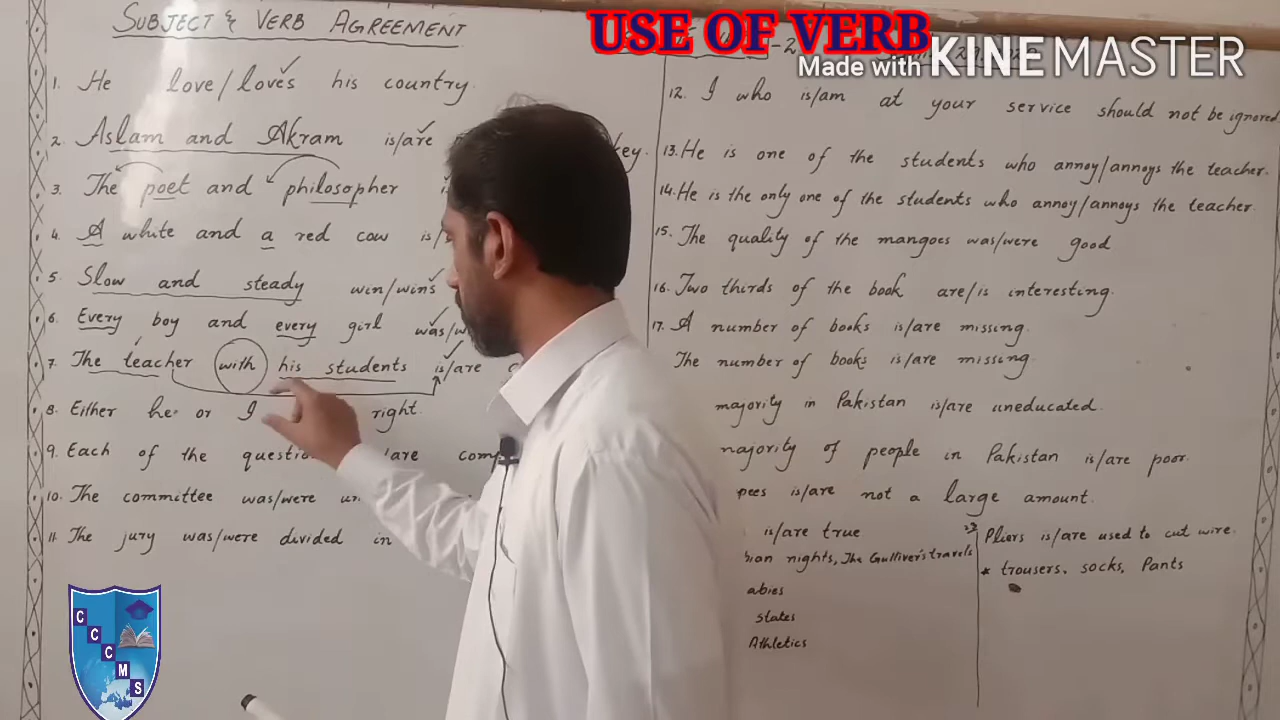 SUBJECT & VERB AGREEMENT
USE OF VERB
Made with KINEMASTER
1. He love/loves his country.
2. Aslam and Akram is/are key.
3. The poet and philosopher
4. A white and a red cow is/
5. Slow and steady win/wins
6. Every boy and every girl was/w
7. The teacher with his students is/are
8. Either he or I right.
9. Each of the questio /are com
10. The committee was/were un
11. The jury was/were divided in
12. I who is/am at your service should not be ignored
13. He is one of the students who annoy/annoys the teacher.
14. He is the only one of the students who annoy/annoys the teacher.
15. The quality of the mangoes was/were good
16. Two thirds of the book are/is interesting.
17. A number of books is/are missing.
The number of books is/are missing.
majority in Pakistan is/are uneducated.
majority of people in Pakistan is/are poor.
pees is/are not a large amount.
is/are true
ian nights, The Gulliver's travels
abies
states
Athletics
Pliers is/are used to cut wire.
* trousers, socks, Pants
C C C M S